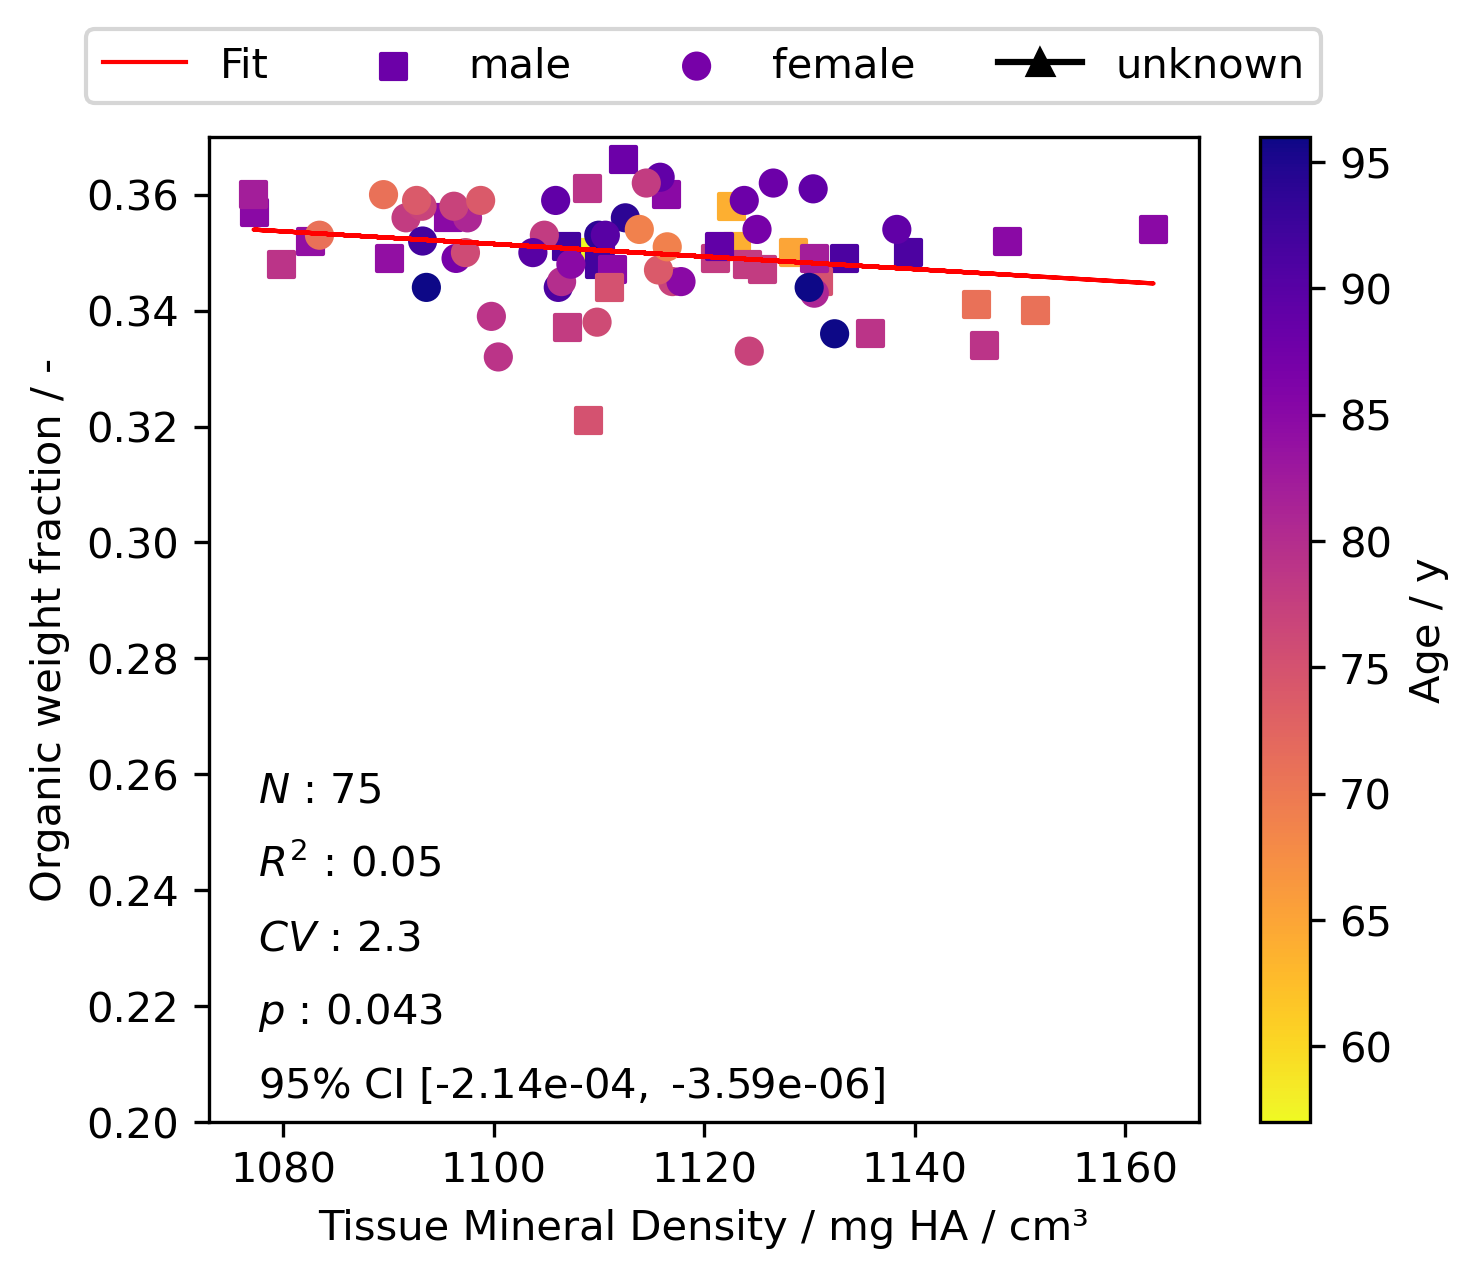 Fit male female unknown
0.36
0.34
0.32
0.30
0.28
0.26
0.24
0.22
0.20
Organic weight fraction / -
N : 75
R² : 0.05
CV : 2.3
p : 0.043
95% CI [-2.14e-04, -3.59e-06]
1080 1100 1120 1140 1160
Tissue Mineral Density / mg HA / cm³
95
90
85
80
75
70
65
60
Age / y